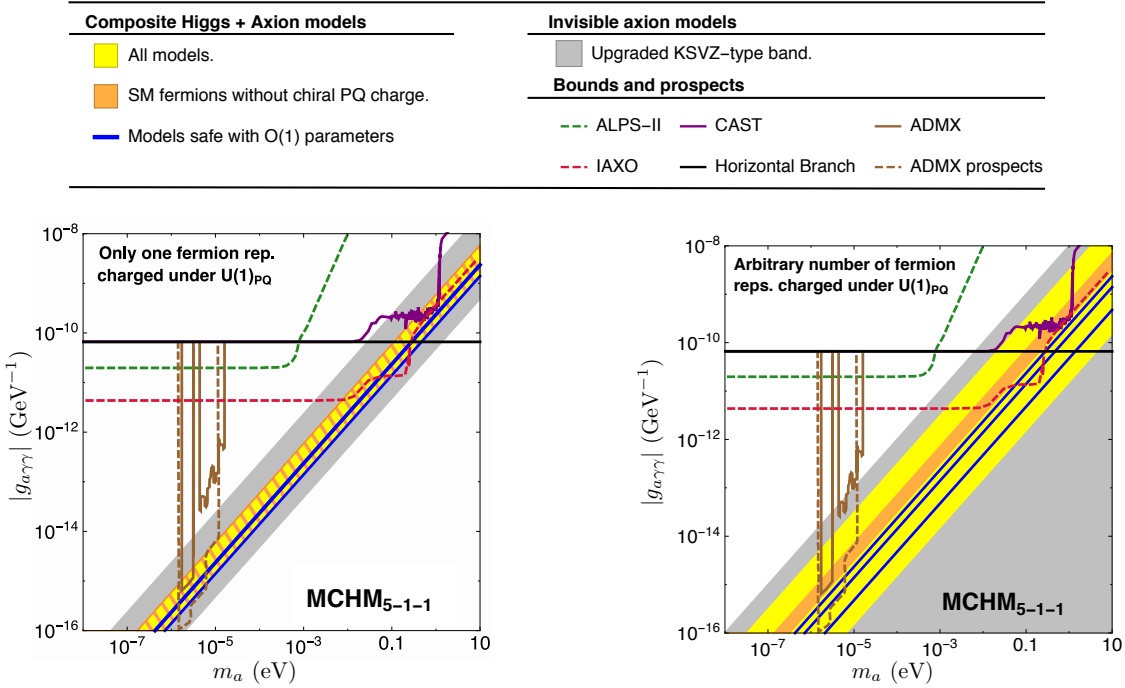 Composite Higgs + Axion models
Invisible axion models
All models.
Upgraded KSVZ−type band.
SM fermions without chiral PQ charge.
Bounds and prospects
Models safe with O(1) parameters
ALPS−II
CAST
ADMX
IAXO
Horizontal Branch
ADMX prospects
Only one fermion rep.
charged under U(1)PQ
10⁻⁸
10⁻¹⁰
10⁻¹²
10⁻¹⁴
10⁻¹⁶
|gaγγ| (GeV⁻¹)
MCHM₅₋₁₋₁
10⁻⁷ 10⁻⁵ 10⁻³ 0.1 10
mₐ (eV)
Arbitrary number of fermion
reps. charged under U(1)PQ
10⁻⁸
10⁻¹⁰
10⁻¹²
10⁻¹⁴
10⁻¹⁶
|gaγγ| (GeV⁻¹)
MCHM₅₋₁₋₁
10⁻⁷ 10⁻⁵ 10⁻³ 0.1 10
mₐ (eV)